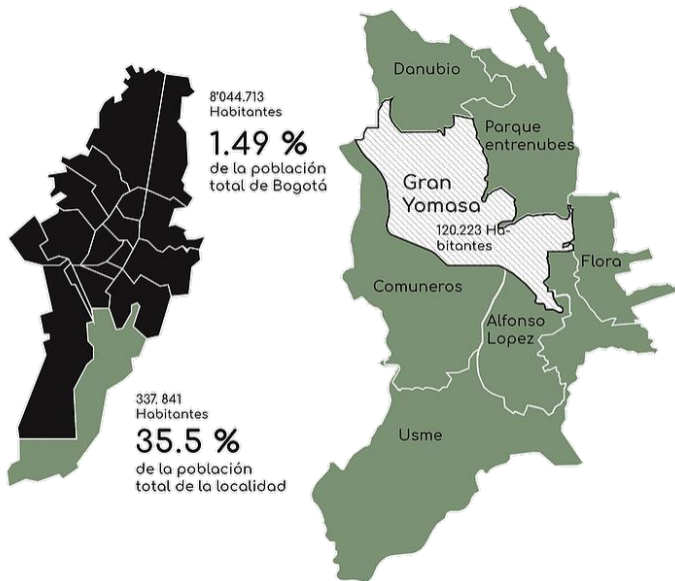 8'044.713
Habitantes
1.49 %
de la población
total de Bogotá
337. 841
Habitantes
35.5 %
de la población
total de la localidad
Danubio
Parque
entrenubes
Gran
Yomasa
120.223 Ha-
bitantes
Flora
Comuneros
Alfonso
Lopez
Usme